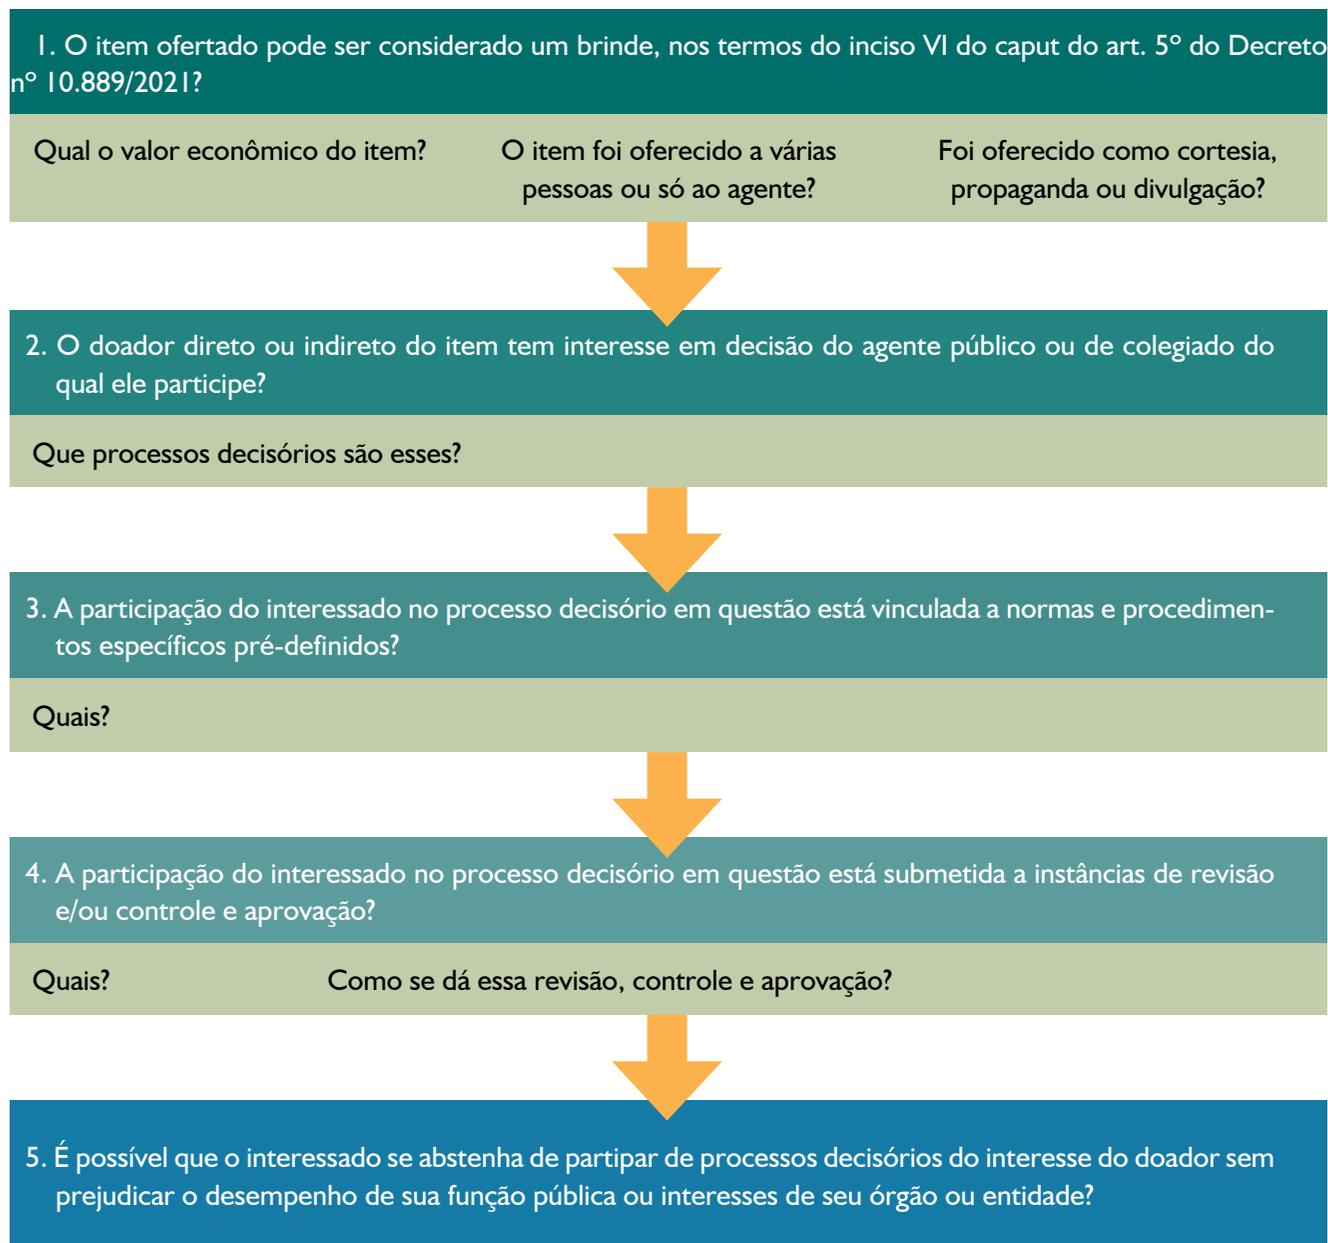 1. O item ofertado pode ser considerado um brinde, nos termos do inciso VI do caput do art. 5º do Decreto
nº 10.889/2021?
Qual o valor econômico do item?
O item foi oferecido a várias
pessoas ou só ao agente?
Foi oferecido como cortesia,
propaganda ou divulgação?
2. O doador direto ou indireto do item tem interesse em decisão do agente público ou de colegiado do
qual ele participe?
Que processos decisórios são esses?
3. A participação do interessado no processo decisório em questão está vinculada a normas e procedimen-
tos específicos pré-definidos?
Quais?
4. A participação do interessado no processo decisório em questão está submetida a instâncias de revisão
e/ou controle e aprovação?
Quais?
Como se dá essa revisão, controle e aprovação?
5. É possível que o interessado se abstenha de partipar de processos decisórios do interesse do doador sem
prejudicar o desempenho de sua função pública ou interesses de seu órgão ou entidade?